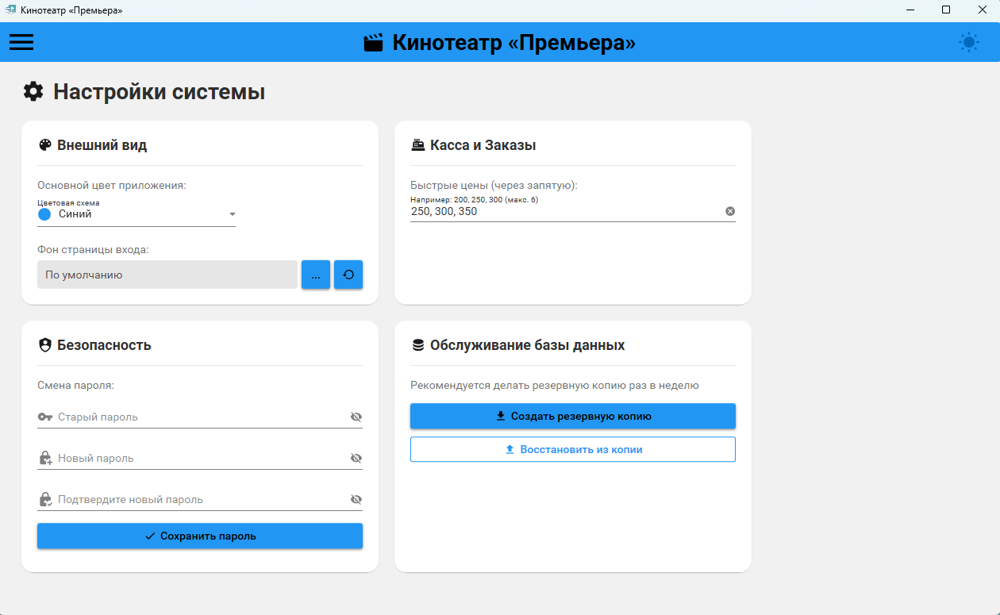 Кинотеатр «Премьера»
Кинотеатр «Премьера»
Настройки системы
Внешний вид
Основной цвет приложения:
Цветовая схема
Синий
Фон страницы входа:
По умолчанию
...
Касса и Заказы
Быстрые цены (через запятую):
Например: 200, 250, 300 (макс. 6)
250, 300, 350
Безопасность
Смена пароля:
Старый пароль
Новый пароль
Подтвердите новый пароль
Сохранить пароль
Обслуживание базы данных
Рекомендуется делать резервную копию раз в неделю
Создать резервную копию
Восстановить из копии